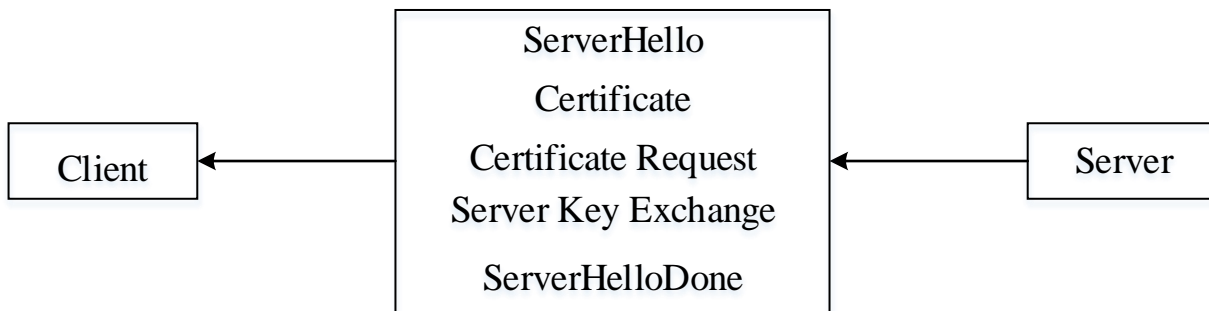 ServerHello
Certificate
Client
Certificate Request
Server
Server Key Exchange
ServerHelloDone